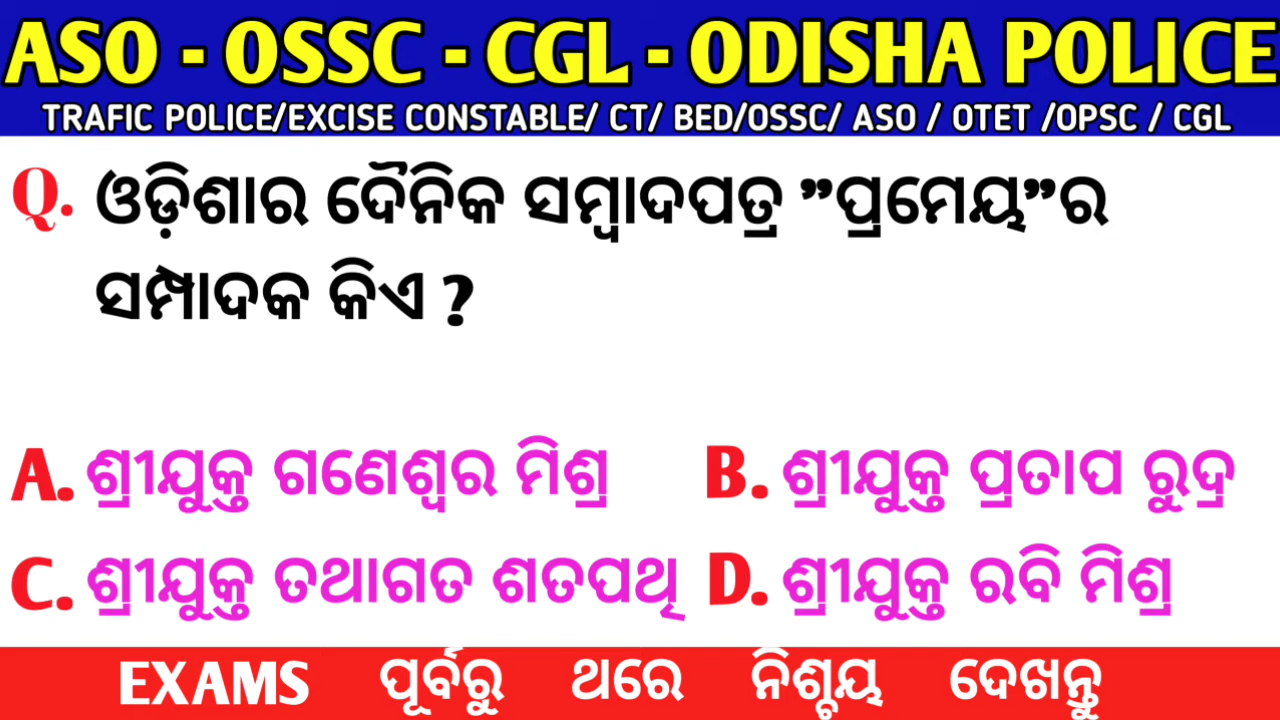 ASO - OSSC - CGL - ODISHA POLICE
TRAFIC POLICE/EXCISE CONSTABLE/ CT/ BED/OSSC/ ASO / OTET /OPSC / CGL
Q. ଓଡ଼ିଶାର ଦୈନିକ ସମ୍ବାଦପତ୍ର ”ପ୍ରମେୟ”ର
ସମ୍ପାଦକ କିଏ ?
A. ଶ୍ରୀଯୁକ୍ତ ଗଣେଶ୍ୱର ମିଶ୍ର
B. ଶ୍ରୀଯୁକ୍ତ ପ୍ରତାପ ରୁଦ୍ର
C. ଶ୍ରୀଯୁକ୍ତ ତଥାଗତ ଶତପଥି
D. ଶ୍ରୀଯୁକ୍ତ ରବି ମିଶ୍ର
EXAMS ପୂର୍ବରୁ ଥରେ ନିଶ୍ଚୟ ଦେଖନ୍ତୁ